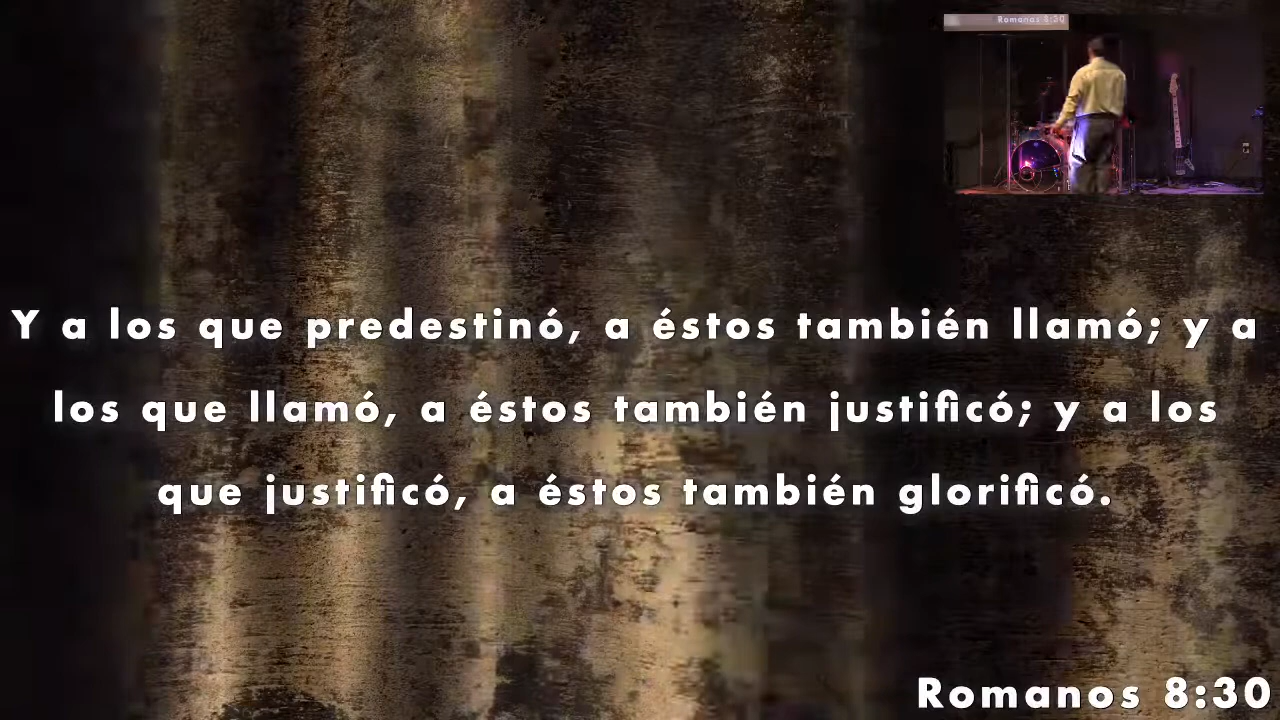 Romanos 8:30
Y a los que predestinó, a éstos también llamó; y a
los que llamó, a éstos también justificó; y a los
que justificó, a éstos también glorificó.
Romanos 8:30